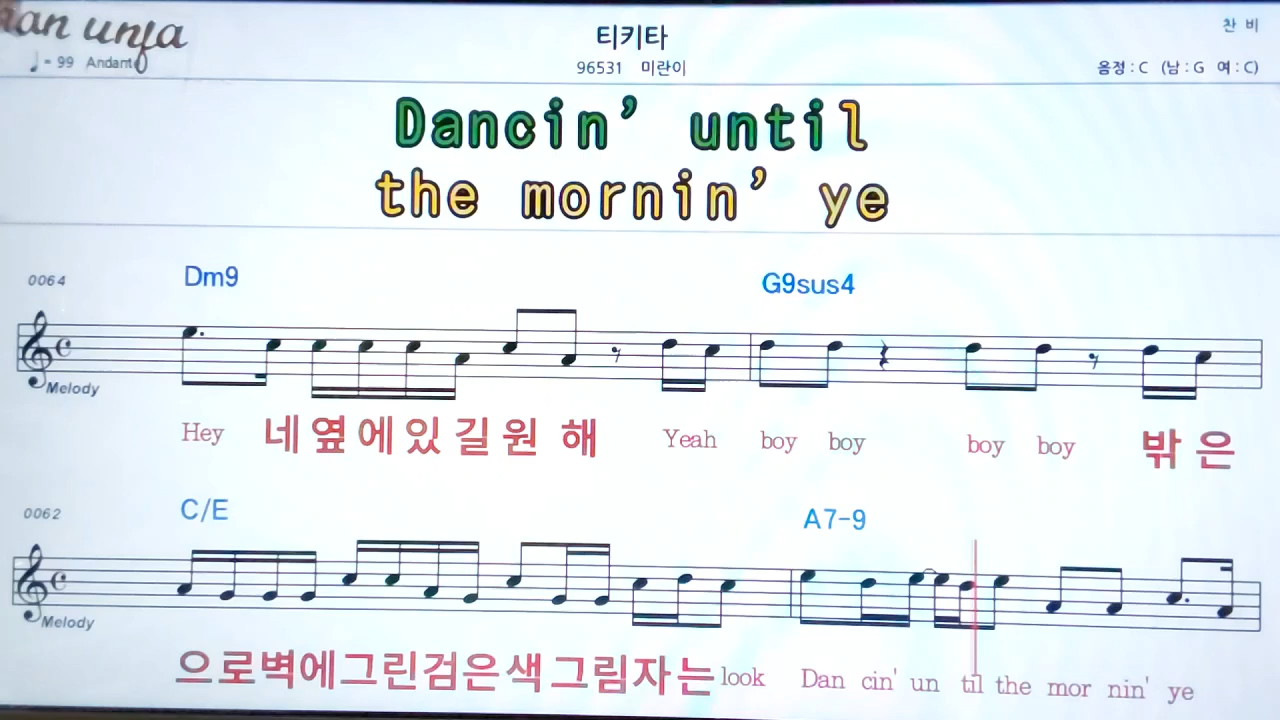 티키타
찬 비
♩= 99 Andante
96531 미란이
음정 : C (남 : G 여 : C)
Dancin’ until
the mornin’ ye
0064 Dm9 G9sus4
Melody
Hey 네 옆 에 있 길 원 해 Yeah boy boy boy boy 밖 은
0062 C/E A7-9
Melody
으로벽에그린검은색그림자는 look Dan cin' un til the mor nin' ye